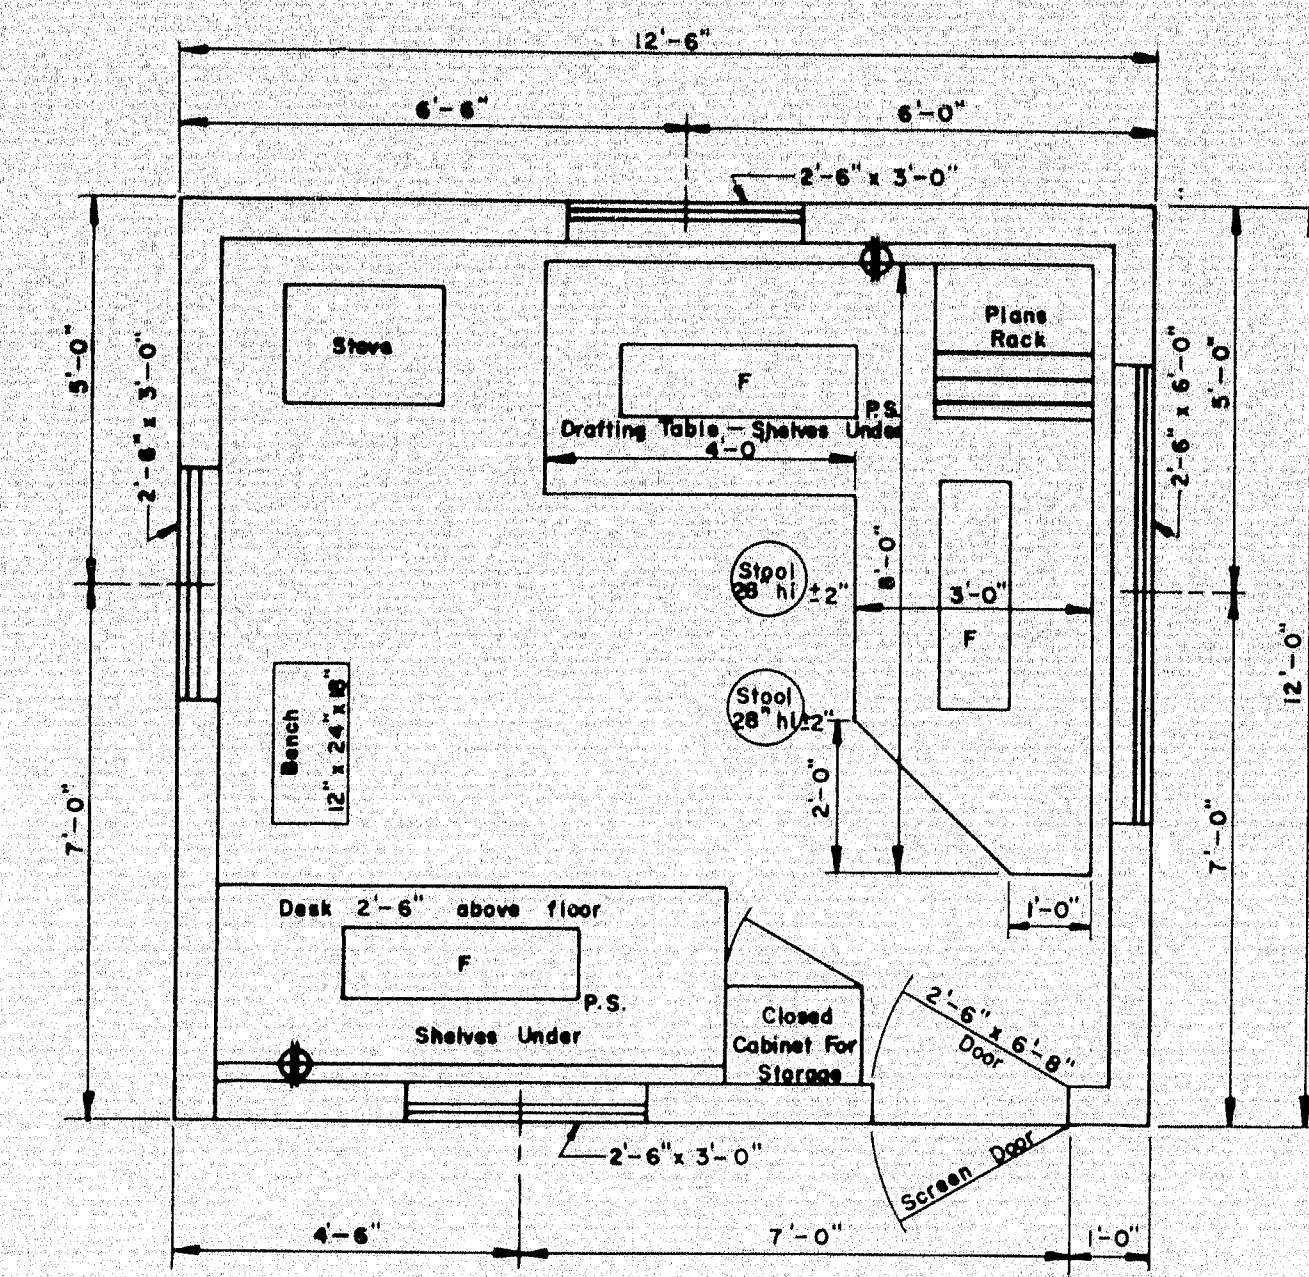 12'-6"
6'-6"
6'-0"
2'-6" x 3'-0"
5'-0"
2'-6" x 3'-0"
Stove
F
P.S.
Drafting Table - Shelves Under
4'-0"
Plans
Rack
2'-6" x 6'-0"
5'-0"
8'-0"
Stool
28" hi ±2"
3'-0"
F
12'-0"
Stool
28" hi ±2"
Bench
12" x 24" x 18"
2'-0"
7'-0"
7'-0"
1'-0"
Desk 2'-6" above floor
F
P.S.
Shelves Under
Closed
Cabinet For
Storage
2'-6" x 6'-8"
Door
Screen Door
2'-6" x 3'-0"
4'-6"
7'-0"
1'-0"